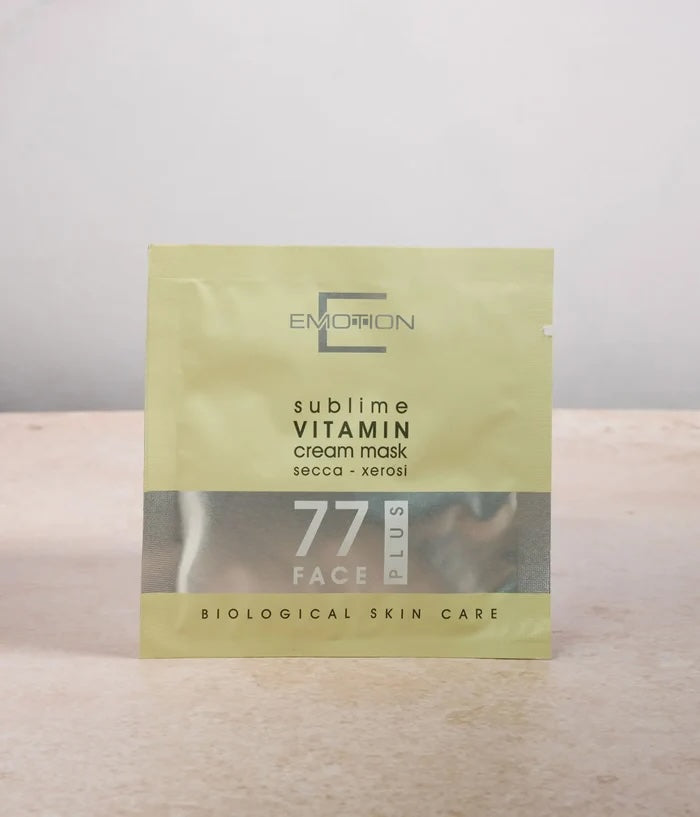 EMOTION
sublime
VITAMIN
cream mask
secca - xerosi
77
FACE
PLUS
BIOLOGICAL SKIN CARE